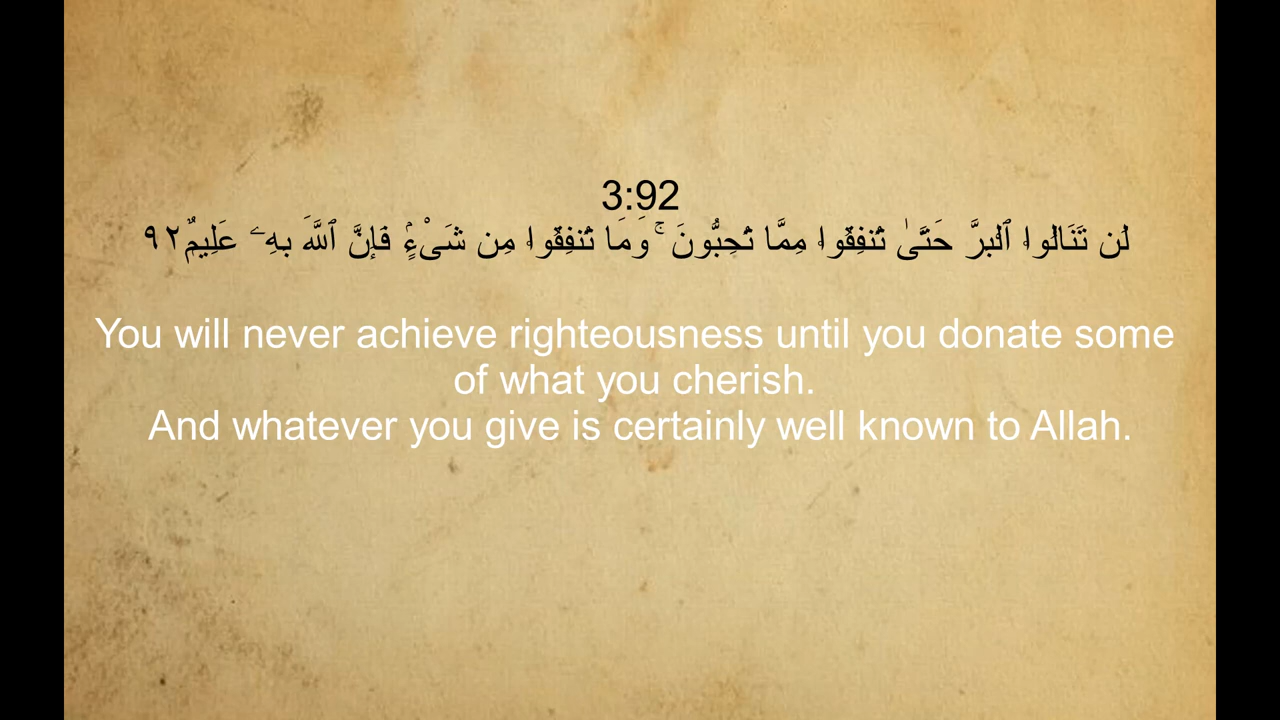 3:92
لَن تَنَالُوا۟ ٱلْبِرَّ حَتَّىٰ تُنفِقُوا۟ مِمَّا تُحِبُّونَ ۚ وَمَا تُنفِقُوا۟ مِن شَىْءٍۢ فَإِنَّ ٱللَّهَ بِهِۦ عَلِيمٌ ٩٢
You will never achieve righteousness until you donate some
of what you cherish.
And whatever you give is certainly well known to Allah.